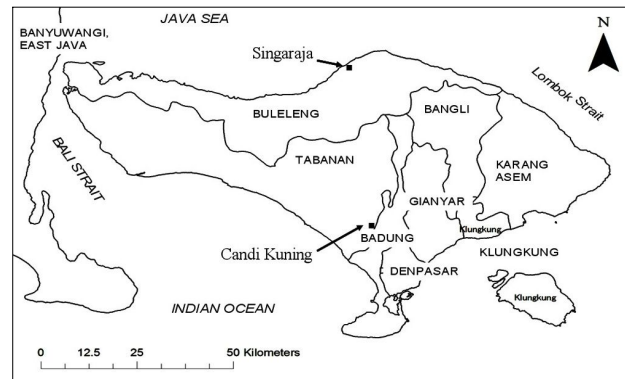 JAVA SEA
N
BANYUWANGI,
EAST JAVA
Singaraja
Lombok Strait
BULELENG
BANGLI
BALI STRAIT
TABANAN
KARANG
ASEM
GIANYAR
Klungkung
BADUNG
Candi Kuning
KLUNGKUNG
DENPASAR
Klungkung
INDIAN OCEAN
0 12.5 25 50 Kilometers